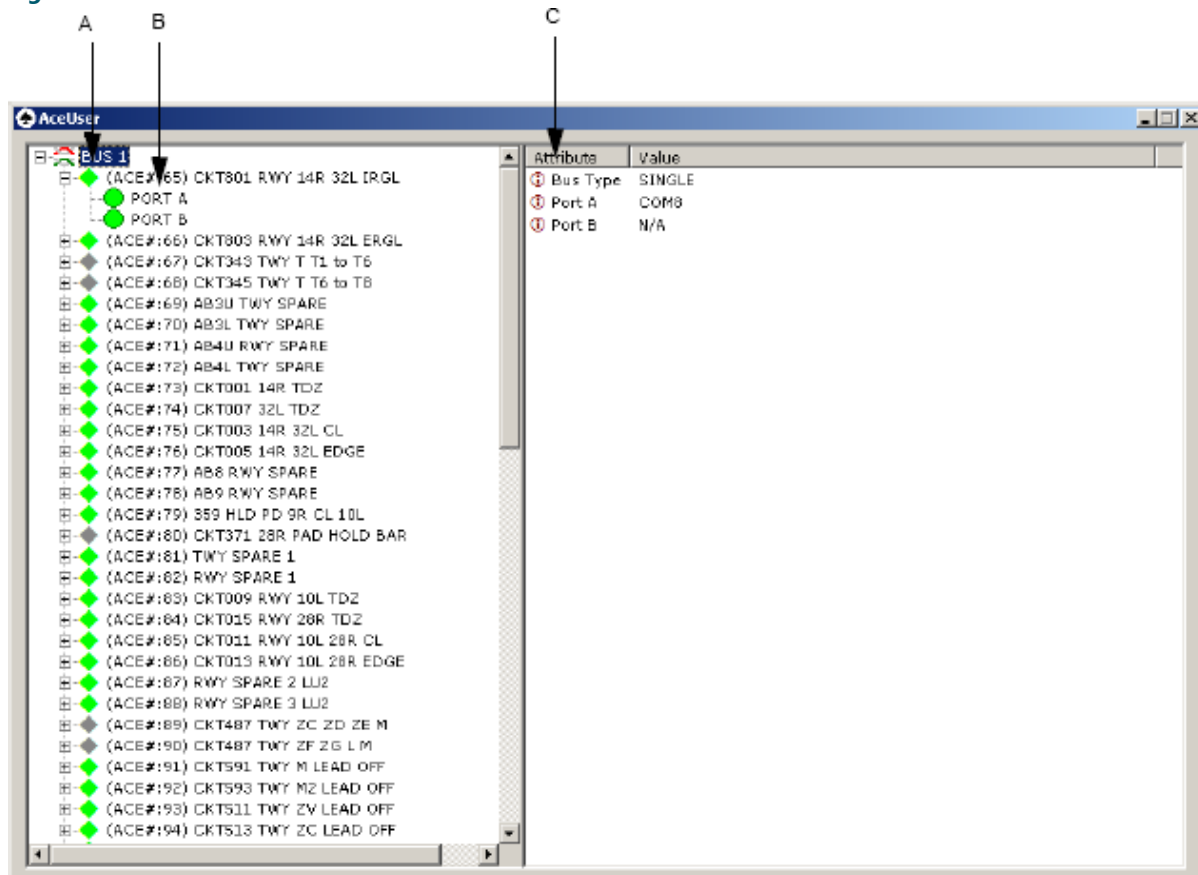 A B C
AceUser
BUS 1
(ACE#:65) CKT801 RWY 14R 32L IRGL
PORT A
PORT B
(ACE#:66) CKT803 RWY 14R 32L ERGL
(ACE#:67) CKT343 TWY T T1 to T6
(ACE#:68) CKT345 TWY T T6 to T8
(ACE#:69) AB3U TWY SPARE
(ACE#:70) AB3L TWY SPARE
(ACE#:71) AB4U RWY SPARE
(ACE#:72) AB4L TWY SPARE
(ACE#:73) CKT001 14R TDZ
(ACE#:74) CKT007 32L TDZ
(ACE#:75) CKT003 14R 32L CL
(ACE#:76) CKT005 14R 32L EDGE
(ACE#:77) AB8 RWY SPARE
(ACE#:78) AB9 RWY SPARE
(ACE#:79) 359 HLD PD 9R CL 10L
(ACE#:80) CKT371 28R PAD HOLD BAR
(ACE#:81) TWY SPARE 1
(ACE#:82) RWY SPARE 1
(ACE#:83) CKT009 RWY 10L TDZ
(ACE#:84) CKT015 RWY 28R TDZ
(ACE#:85) CKT011 RWY 10L 28R CL
(ACE#:86) CKT013 RWY 10L 28R EDGE
(ACE#:87) RWY SPARE 2 LU2
(ACE#:88) RWY SPARE 3 LU2
(ACE#:89) CKT487 TWY ZC ZD ZE M
(ACE#:90) CKT487 TWY ZF ZG L M
(ACE#:91) CKT591 TWY M LEAD OFF
(ACE#:92) CKT593 TWY M2 LEAD OFF
(ACE#:93) CKT511 TWY ZV LEAD OFF
(ACE#:94) CKT513 TWY ZC LEAD OFF
Attribute Value
Bus Type SINGLE
Port A COM8
Port B N/A